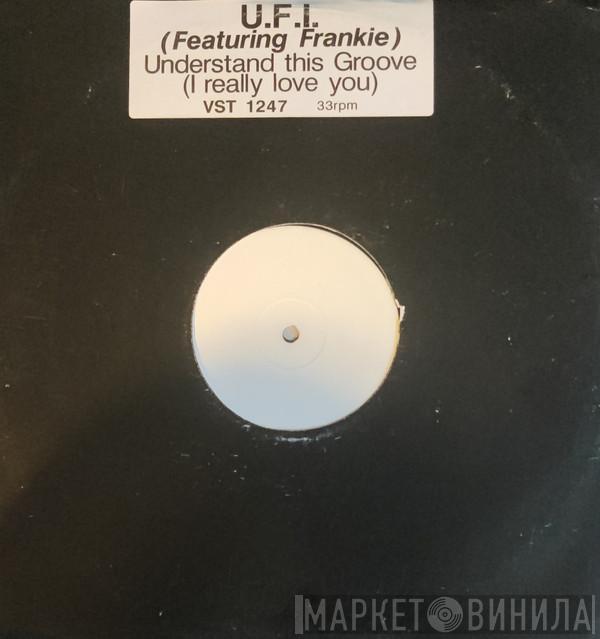 U.F.I.
(Featuring Frankie)
Understand this Groove
(I really love you)
VST 1247 33rpm
МАРКЕТ ВИНИЛА